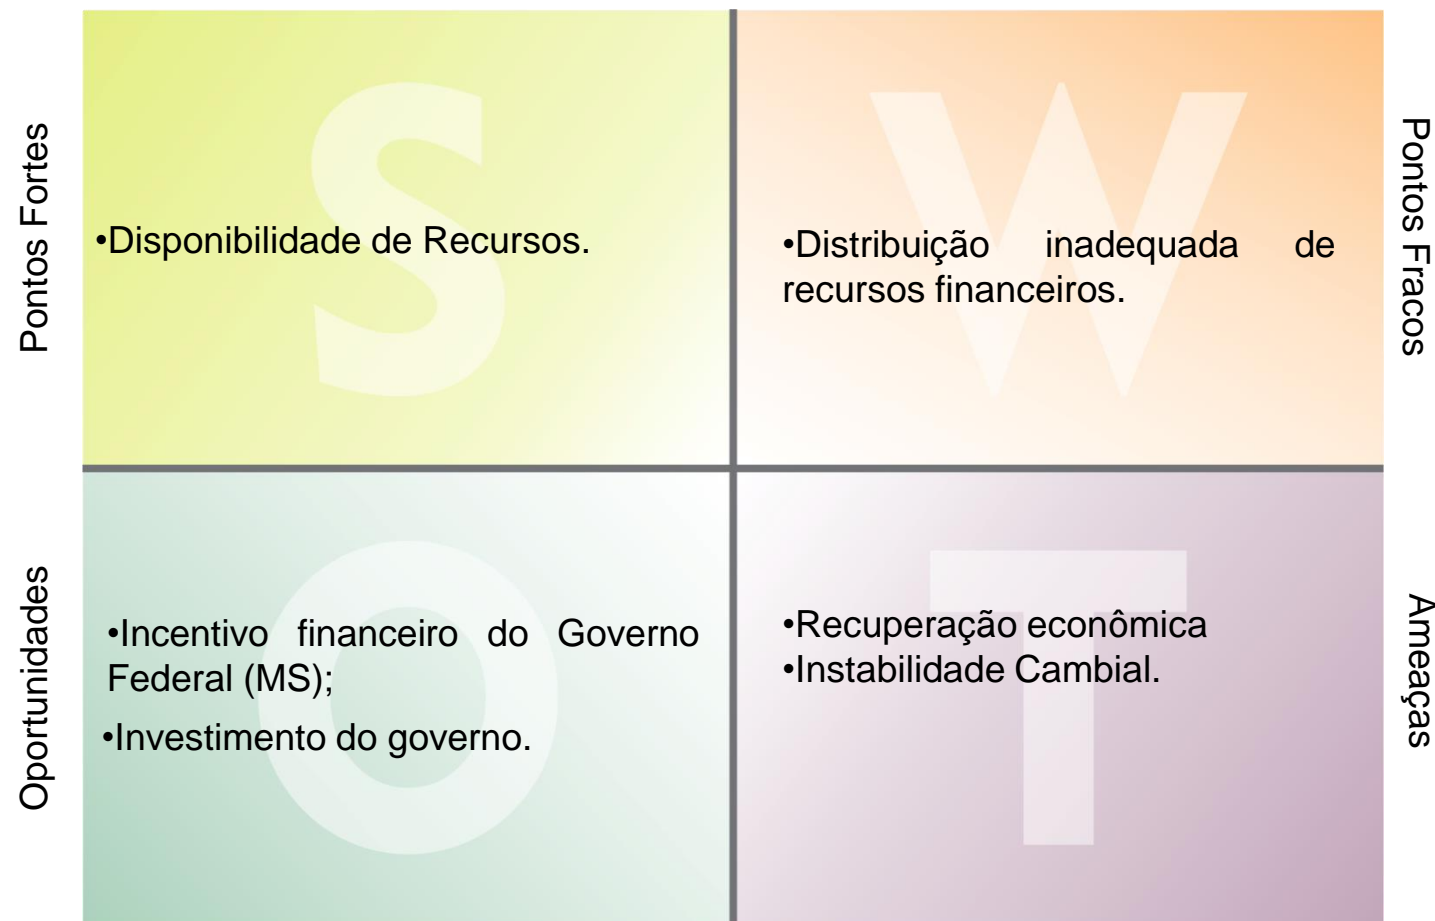 Pontos Fortes
S
•Disponibilidade de Recursos.
W
•Distribuição inadequada de
recursos financeiros.
Pontos Fracos
Oportunidades
O
•Incentivo financeiro do Governo
Federal (MS);
•Investimento do governo.
T
•Recuperação econômica
•Instabilidade Cambial.
Ameaças